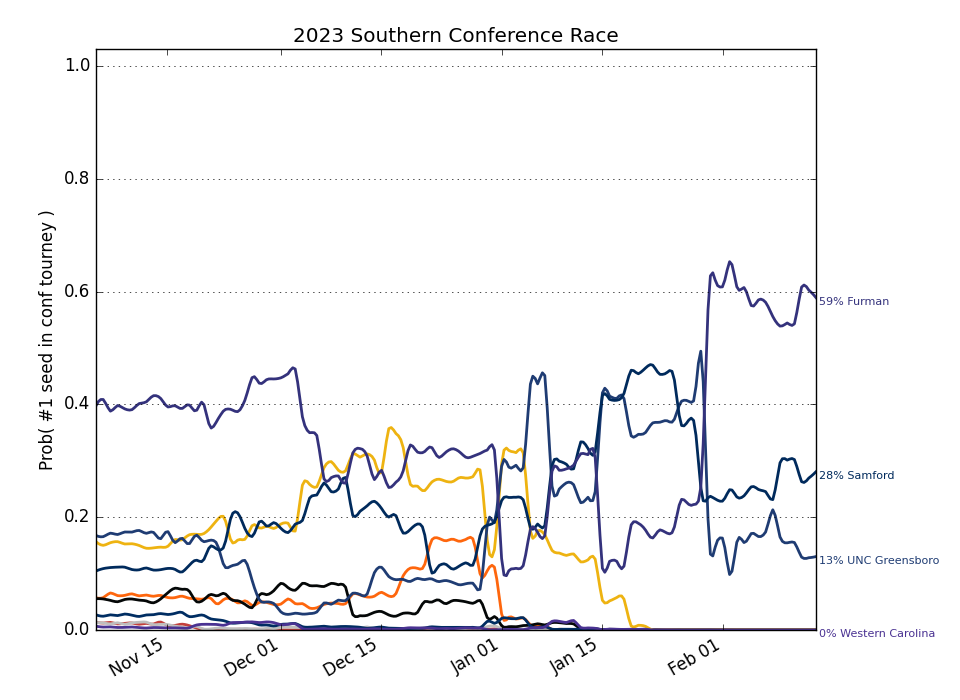 2023 Southern Conference Race
Prob( #1 seed in conf tourney )
1.0
0.8
0.6
0.4
0.2
0.0
59% Furman
28% Samford
13% UNC Greensboro
0% Western Carolina
Nov 15
Dec 01
Dec 15
Jan 01
Jan 15
Feb 01